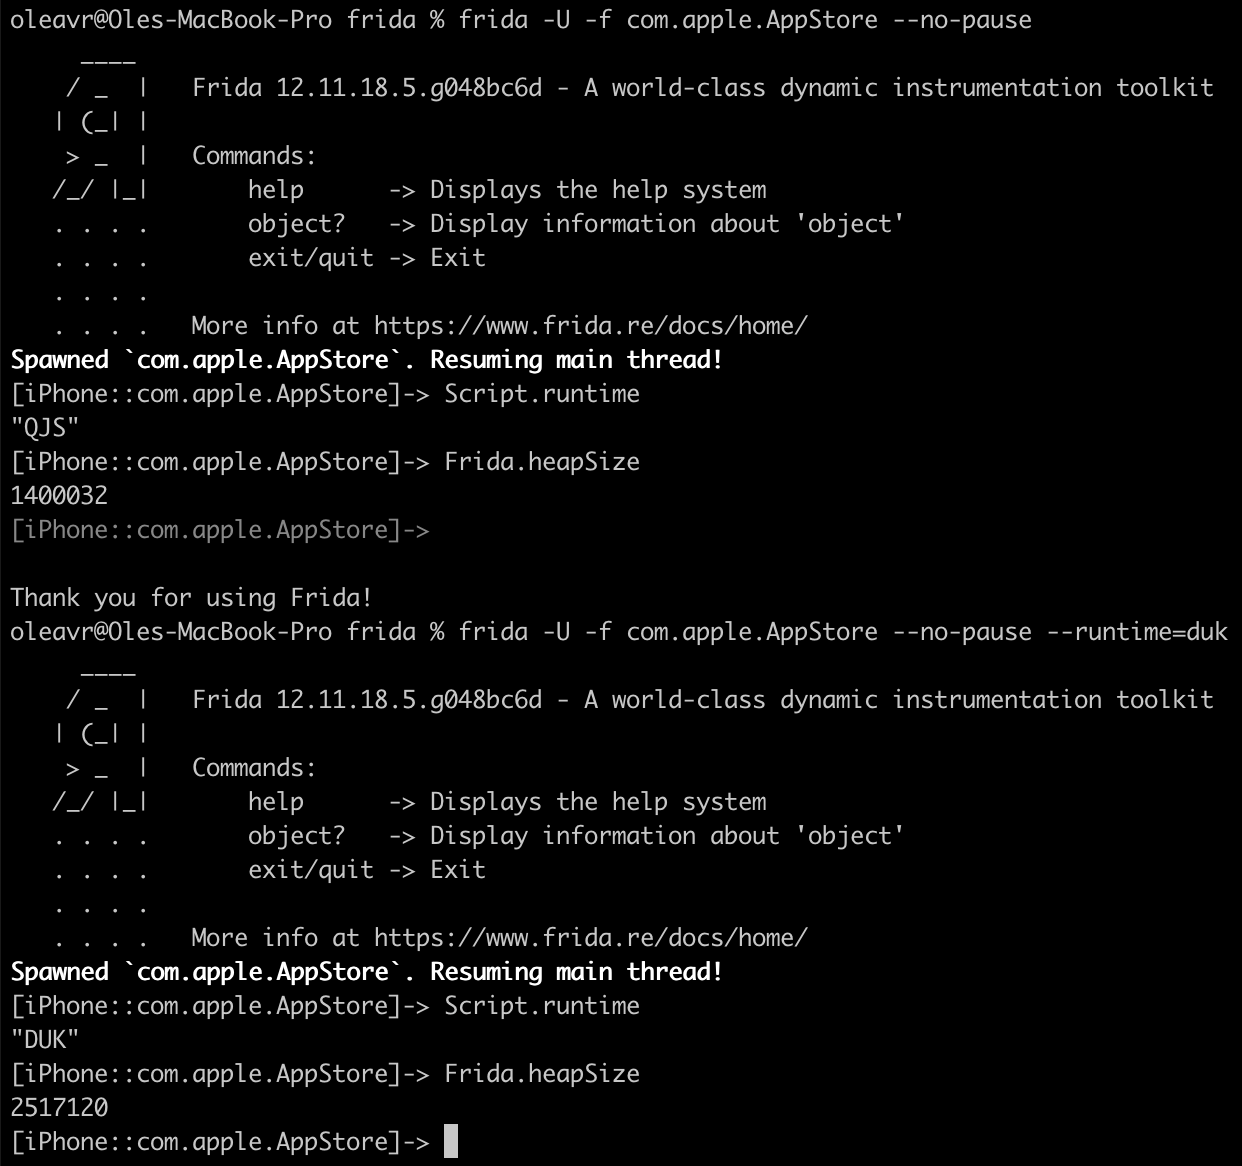 oleavr@Oles-MacBook-Pro frida % frida -U -f com.apple.AppStore --no-pause
     ____
    / _  |   Frida 12.11.18.5.g048bc6d - A world-class dynamic instrumentation toolkit
   | (_| |
    > _  |   Commands:
   /_/ |_|       help      -> Displays the help system
   . . . .       object?   -> Display information about 'object'
   . . . .       exit/quit -> Exit
   . . . .
   . . . .   More info at https://www.frida.re/docs/home/
Spawned `com.apple.AppStore`. Resuming main thread!
[iPhone::com.apple.AppStore]-> Script.runtime
"QJS"
[iPhone::com.apple.AppStore]-> Frida.heapSize
1400032
[iPhone::com.apple.AppStore]->

Thank you for using Frida!
oleavr@Oles-MacBook-Pro frida % frida -U -f com.apple.AppStore --no-pause --runtime=duk
     ____
    / _  |   Frida 12.11.18.5.g048bc6d - A world-class dynamic instrumentation toolkit
   | (_| |
    > _  |   Commands:
   /_/ |_|       help      -> Displays the help system
   . . . .       object?   -> Display information about 'object'
   . . . .       exit/quit -> Exit
   . . . .
   . . . .   More info at https://www.frida.re/docs/home/
Spawned `com.apple.AppStore`. Resuming main thread!
[iPhone::com.apple.AppStore]-> Script.runtime
"DUK"
[iPhone::com.apple.AppStore]-> Frida.heapSize
2517120
[iPhone::com.apple.AppStore]->